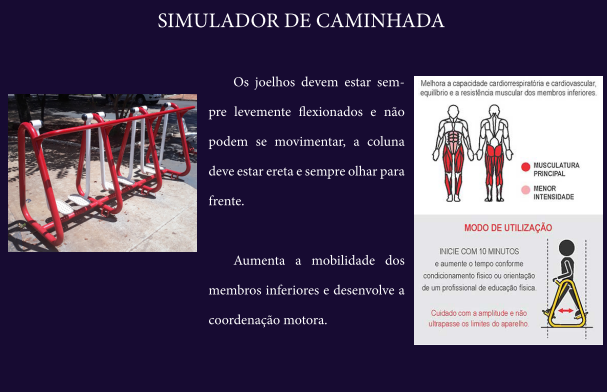 SIMULADOR DE CAMINHADA
Os joelhos devem estar sem-
pre levemente flexionados e não
podem se movimentar, a coluna
deve estar ereta e sempre olhar para
frente.
Aumenta a mobilidade dos
membros inferiores e desenvolve a
coordenação motora.
Melhora a capacidade cardiorrespiratória e cardiovascular,
equilíbrio e a resistência muscular dos membros inferiores.
MUSCULATURA
PRINCIPAL
MENOR
INTENSIDADE
MODO DE UTILIZAÇÃO
INICIE COM 10 MINUTOS
e aumente o tempo conforme
condicionamento físico ou orientação
de um profissional de educação física.
Cuidado com a amplitude e não
ultrapasse os limites do aparelho.